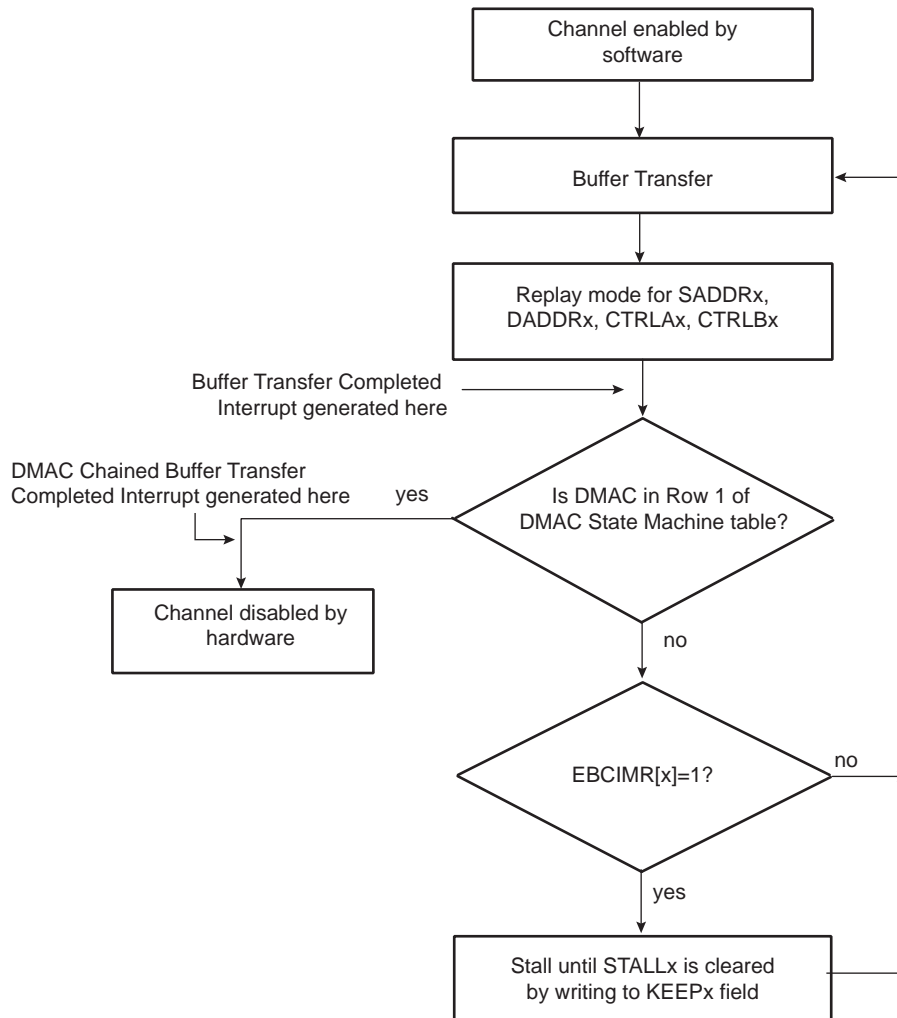 Channel enabled by
software
Buffer Transfer
Replay mode for SADDRx,
DADDRx, CTRLAx, CTRLBx
Buffer Transfer Completed
Interrupt generated here
DMAC Chained Buffer Transfer
Completed Interrupt generated here
yes
Is DMAC in Row 1 of
DMAC State Machine table?
Channel disabled by
hardware
no
EBCIMR[x]=1?
no
yes
Stall until STALLx is cleared
by writing to KEEPx field